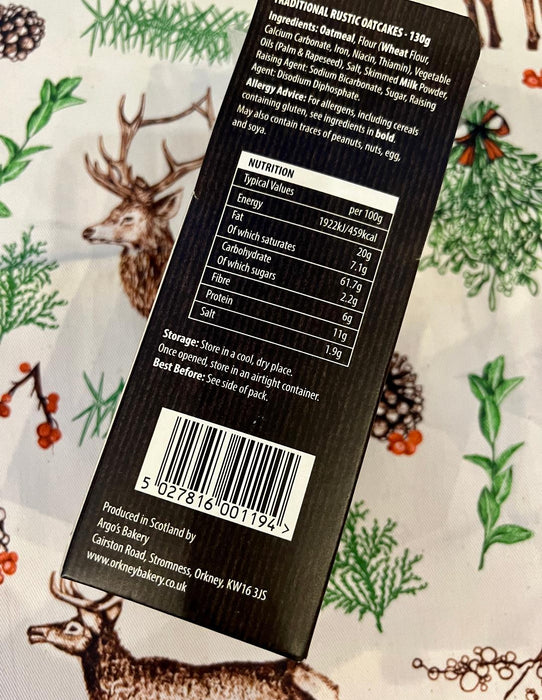 TRADITIONAL RUSTIC OATCAKES - 130g
Ingredients: Oatmeal, Flour (Wheat Flour,
Calcium Carbonate, Iron, Niacin, Thiamin), Vegetable
Oils (Palm & Rapeseed), Salt, Skimmed Milk Powder,
Raising Agent: Sodium Bicarbonate, Sugar, Raising
Agent: Disodium Diphosphate.
Allergy Advice: For allergens, including cereals
containing gluten, see ingredients in bold.
May also contain traces of peanuts, nuts, egg,
and soya.
NUTRITION
Typical Values per 100g
Energy 1922kJ/459kcal
Fat 20g
Of which saturates 7.1g
Carbohydrate 61.7g
Of which sugars 2.2g
Fibre 6g
Protein 11g
Salt 1.9g
Storage: Store in a cool, dry place.
Once opened, store in an airtight container.
Best Before: See side of pack.
5 027816 001194 >
Produced in Scotland by
Argo's Bakery
Cairston Road, Stromness, Orkney, KW16 3JS
www.orkneybakery.co.uk